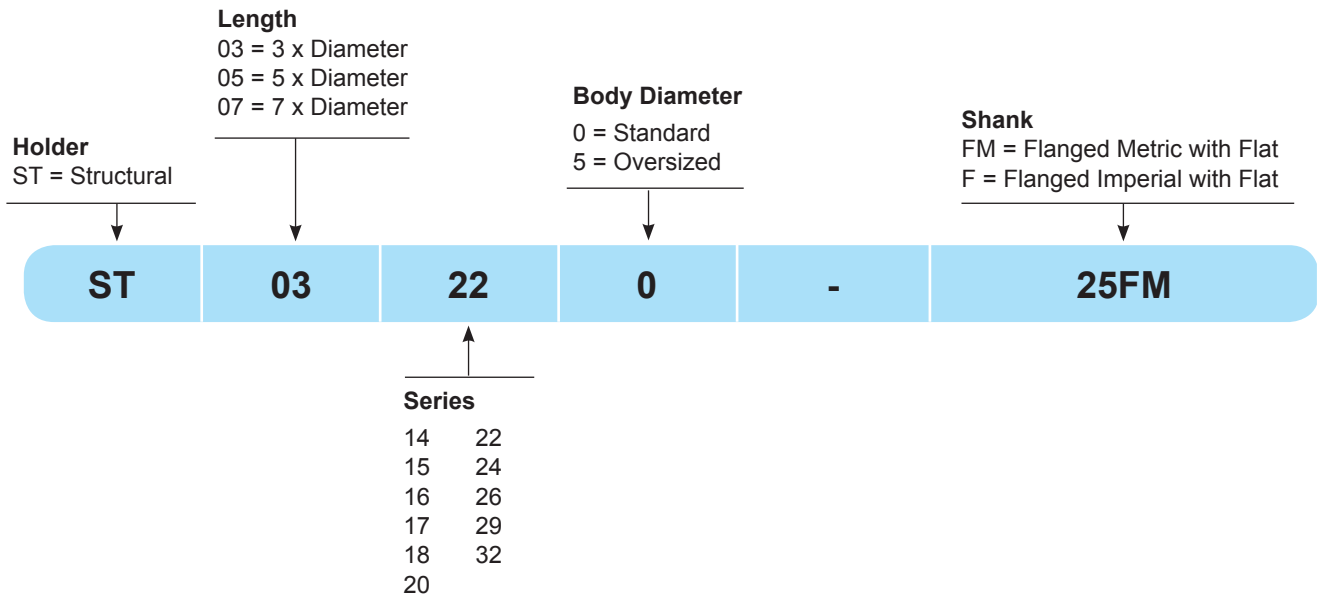 Length
03 = 3 x Diameter
05 = 5 x Diameter
07 = 7 x Diameter
Holder
ST = Structural
Body Diameter
0 = Standard
5 = Oversized
Shank
FM = Flanged Metric with Flat
F = Flanged Imperial with Flat
ST 03 22 0 - 25FM
Series
14 22
15 24
16 26
17 29
18 32
20